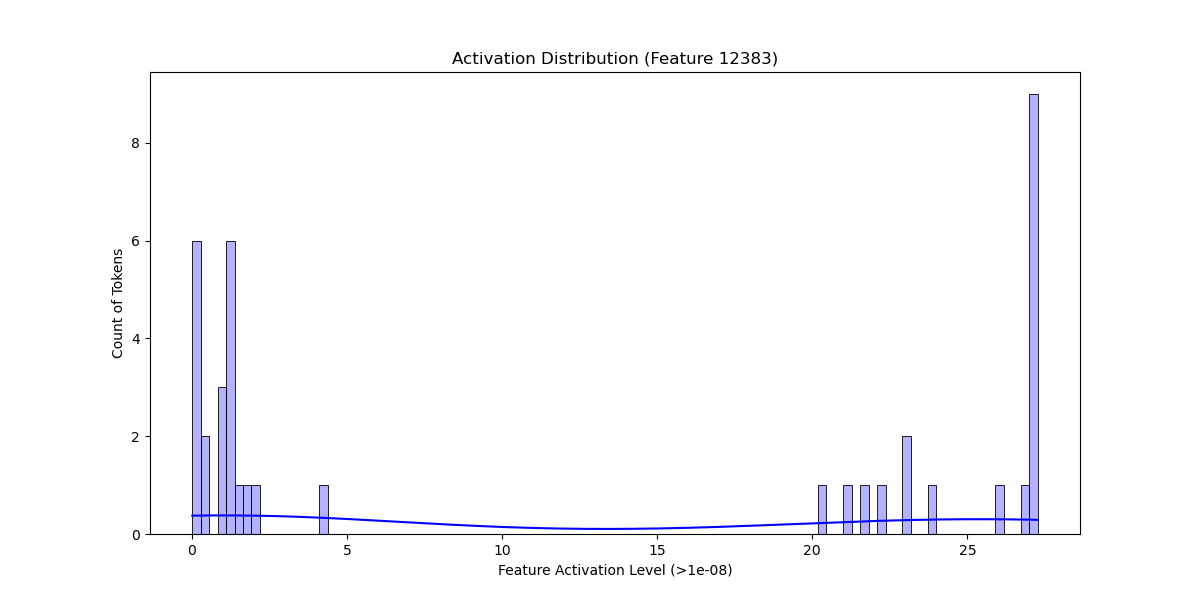 Activation Distribution (Feature 12383)
8
6
4
2
0
Count of Tokens
0 5 10 15 20 25
Feature Activation Level (>1e-08)